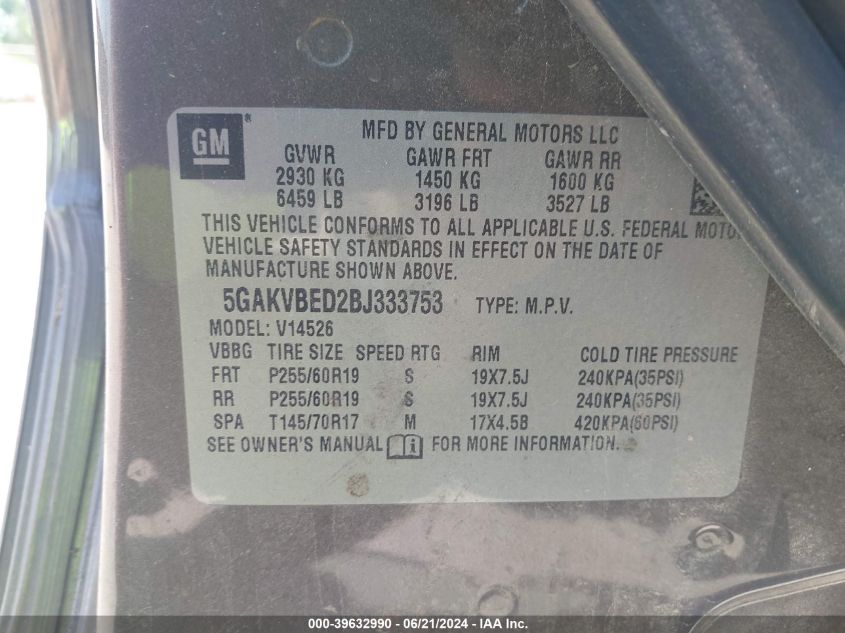 GM
MFD BY GENERAL MOTORS LLC
GVWR GAWR FRT GAWR RR
2930 KG 1450 KG 1600 KG
6459 LB 3196 LB 3527 LB
THIS VEHICLE CONFORMS TO ALL APPLICABLE U.S. FEDERAL MOTO
VEHICLE SAFETY STANDARDS IN EFFECT ON THE DATE OF
MANUFACTURE SHOWN ABOVE.
5GAKVBED2BJ333753 TYPE: M.P.V.
MODEL: V14526
VBBG TIRE SIZE SPEED RTG RIM COLD TIRE PRESSURE
FRT P255/60R19 S 19X7.5J 240KPA(35PSI)
RR P255/60R19 S 19X7.5J 240KPA(35PSI)
SPA T145/70R17 M 17X4.5B 420KPA(60PSI)
SEE OWNER'S MANUAL FOR MORE INFORMATION.
000-39632990 - 06/21/2024 - IAA Inc.